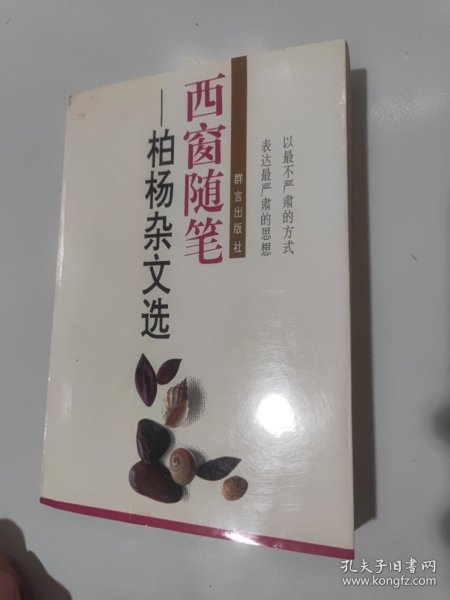 西窗随笔
—柏杨杂文选
群言出版社
以最不严肃的方式
表达最严肃的思想
孔夫子旧书网
www.kongfz.com